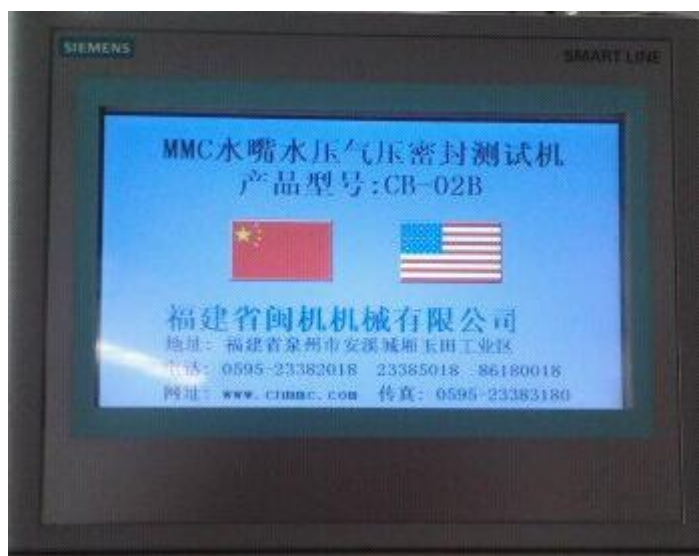 SIEMENS
SMART LINE
MMC水嘴水压气压密封测试机
产品型号:CB-02B
福建省闽机机械有限公司
地址: 福建省泉州市安溪城厢玉田工业区
电话: 0595-23382018 23385018 86180018
网址: www.cnmmc.com 传真: 0595-23383180